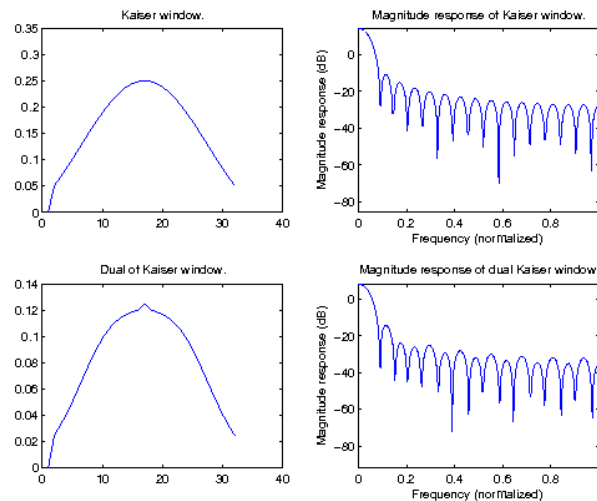 Kaiser window.
0.35
0.3
0.25
0.2
0.15
0.1
0.05
0
0 10 20 30 40
Magnitude response of Kaiser window.
Magnitude response (dB)
0
−20
−40
−60
−80
0 0.2 0.4 0.6 0.8
Frequency (normalized)
Dual of Kaiser window.
0.14
0.12
0.1
0.08
0.06
0.04
0.02
0
0 10 20 30 40
Magnitude response of dual Kaiser window
Magnitude response (dB)
0
−20
−40
−60
−80
0 0.2 0.4 0.6 0.8
Frequency (normalized)